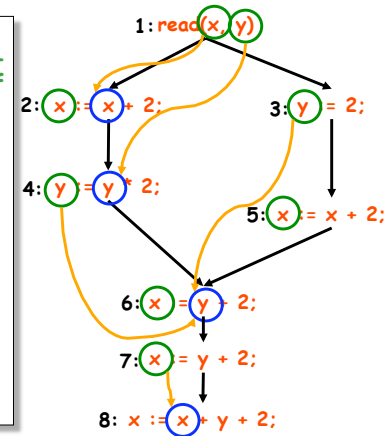 1:read(x, y)
2: x := x + 2;
3: y = 2;
4: y := y * 2;
5: x := x + 2;
6: x = y + 2;
7: x := y + 2;
8: x := x + y + 2;